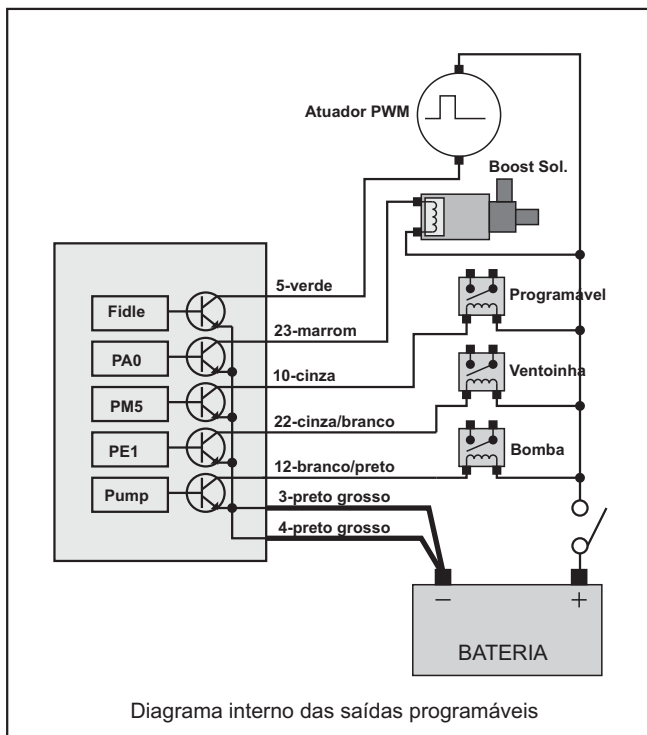 Atuador PWM
Boost Sol.
5-verde
Programável
Fidle
23-marrom
PA0
10-cinza
Ventoinha
PM5
22-cinza/branco
PE1
Bomba
12-branco/preto
Pump
3-preto grosso
4-preto grosso
− +
BATERIA
Diagrama interno das saídas programáveis